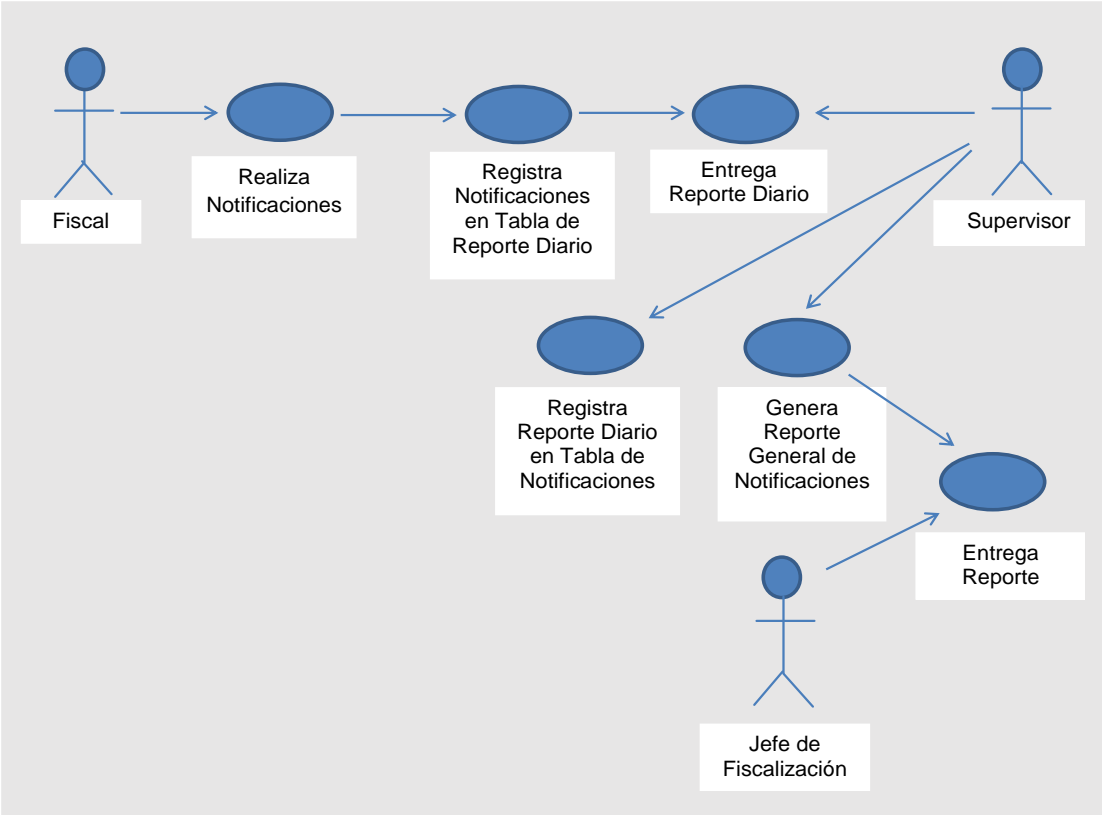 Fiscal
Realiza
Notificaciones
Registra
Notificaciones
en Tabla de
Reporte Diario
Entrega
Reporte Diario
Supervisor
Registra
Reporte Diario
en Tabla de
Notificaciones
Genera
Reporte
General de
Notificaciones
Entrega
Reporte
Jefe de
Fiscalización